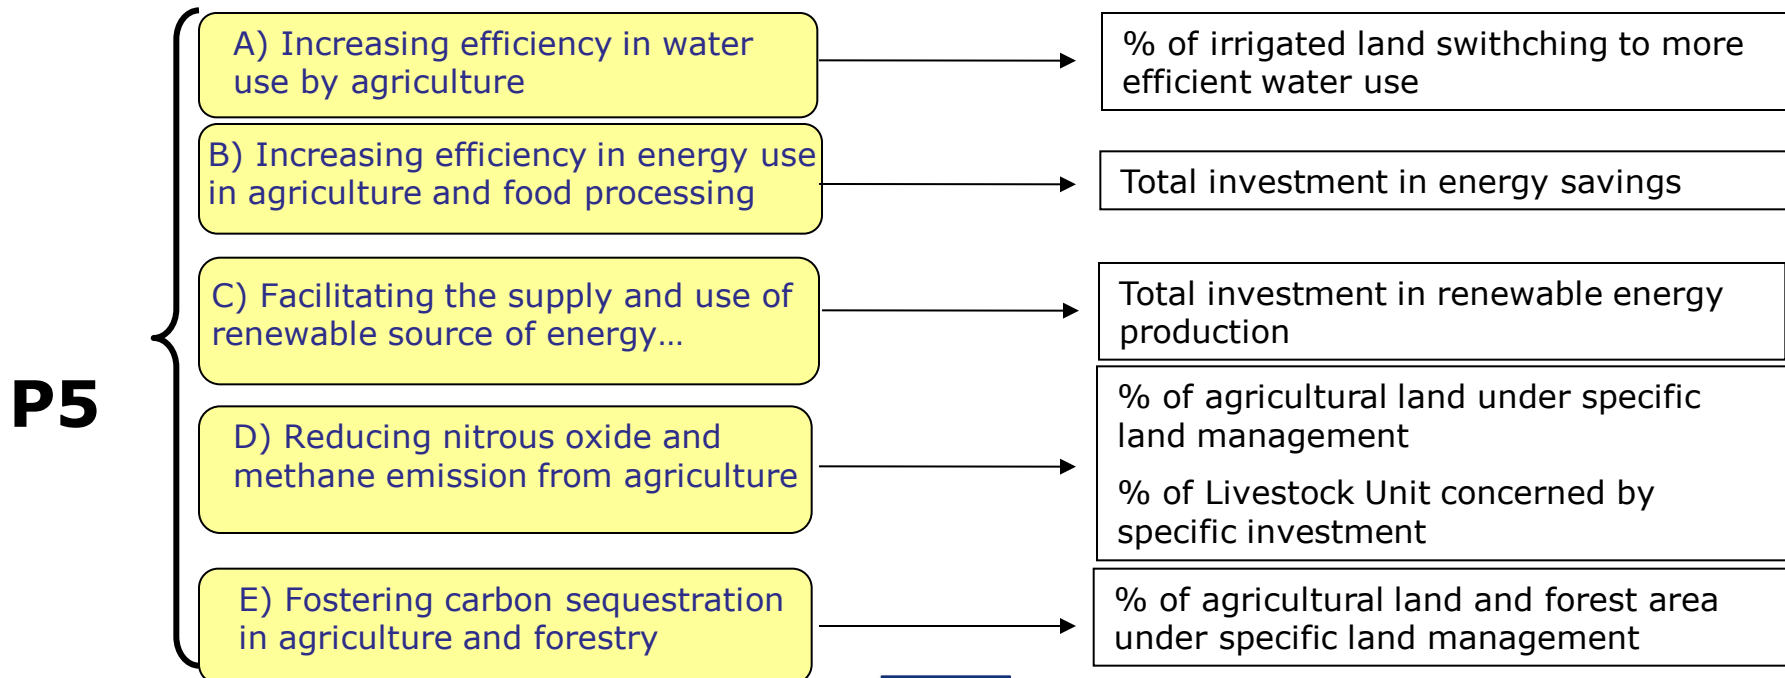 P5
A) Increasing efficiency in water
use by agriculture
% of irrigated land swithching to more
efficient water use
B) Increasing efficiency in energy use
in agriculture and food processing
Total investment in energy savings
C) Facilitating the supply and use of
renewable source of energy…
Total investment in renewable energy
production
D) Reducing nitrous oxide and
methane emission from agriculture
% of agricultural land under specific
land management
% of Livestock Unit concerned by
specific investment
E) Fostering carbon sequestration
in agriculture and forestry
% of agricultural land and forest area
under specific land management